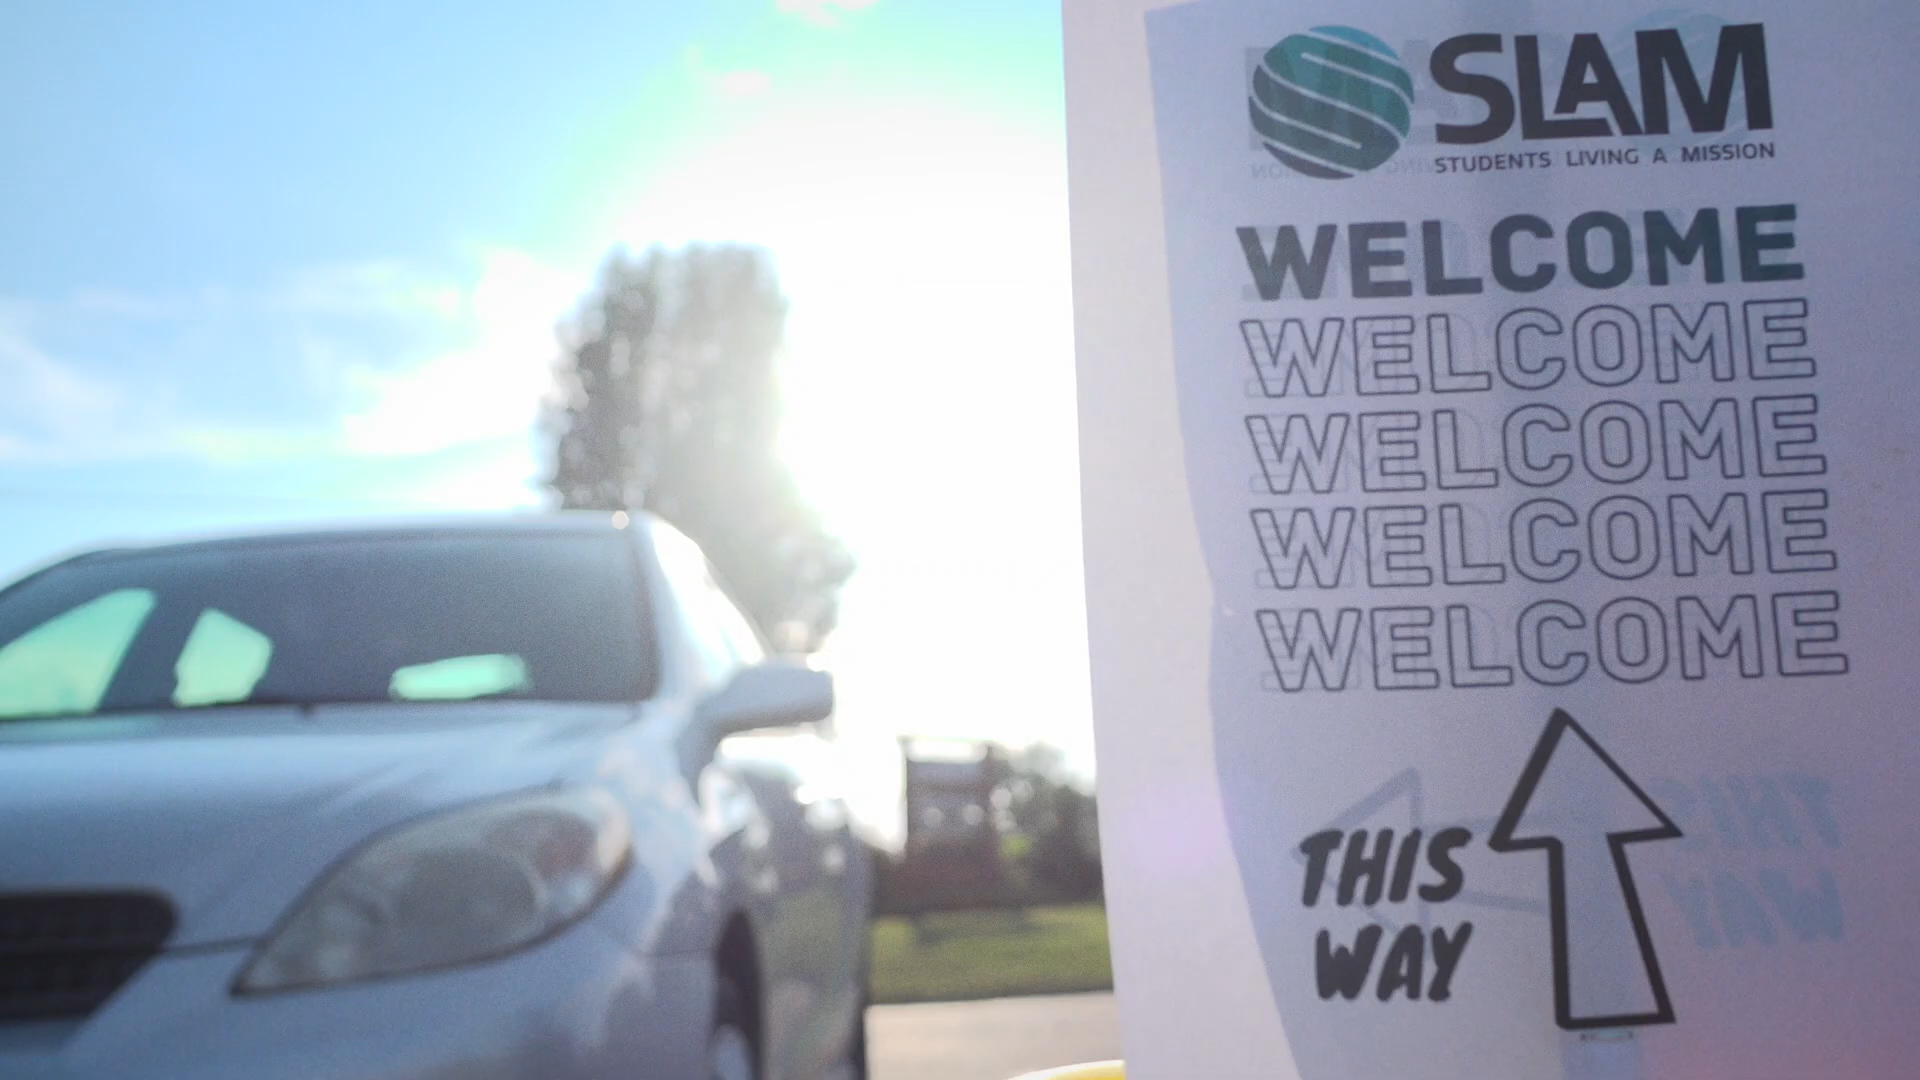 SLAM
STUDENTS LIVING A MISSION
WELCOME
WELCOME
WELCOME
WELCOME
WELCOME
THIS
WAY